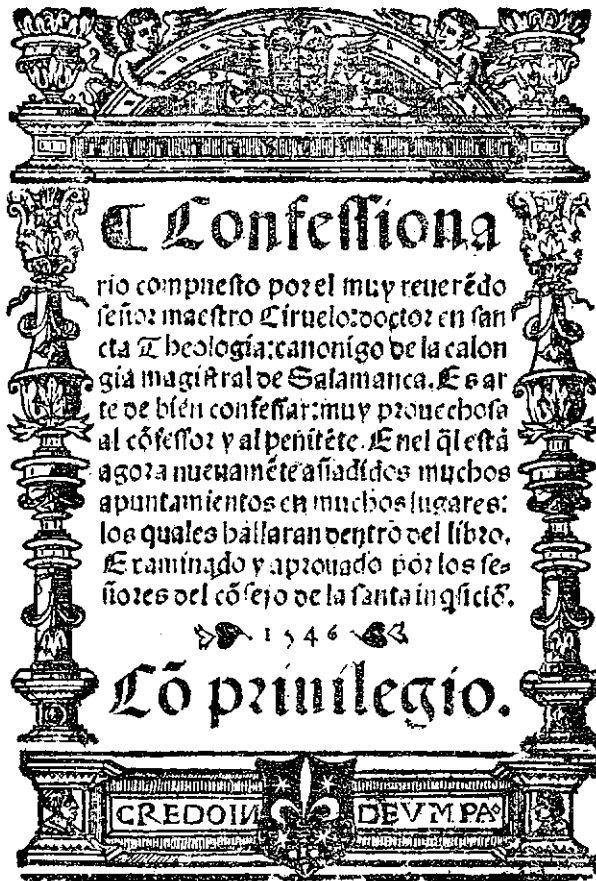 ¶ Confessiona
rio compuesto por el muy reuerẽdo
señor maestro Ciruelo: doctor en san
cta Theologia: canonigo de la calon
gia magistral de Salamanca. Es ar
te de bien confessar: muy prouechosa
al cõfessor y al penitẽte. En el q̃l està
agora nueuamẽte añadidos muchos
apuntamientos en muchos lugares:
los quales hallaran dentro del libro.
Examinado y aprouado por los se-
ñores del cõsejo de la santa inq̃siciõ.
1546
Cõ priuilegio.
CREDO IN DEVM PA